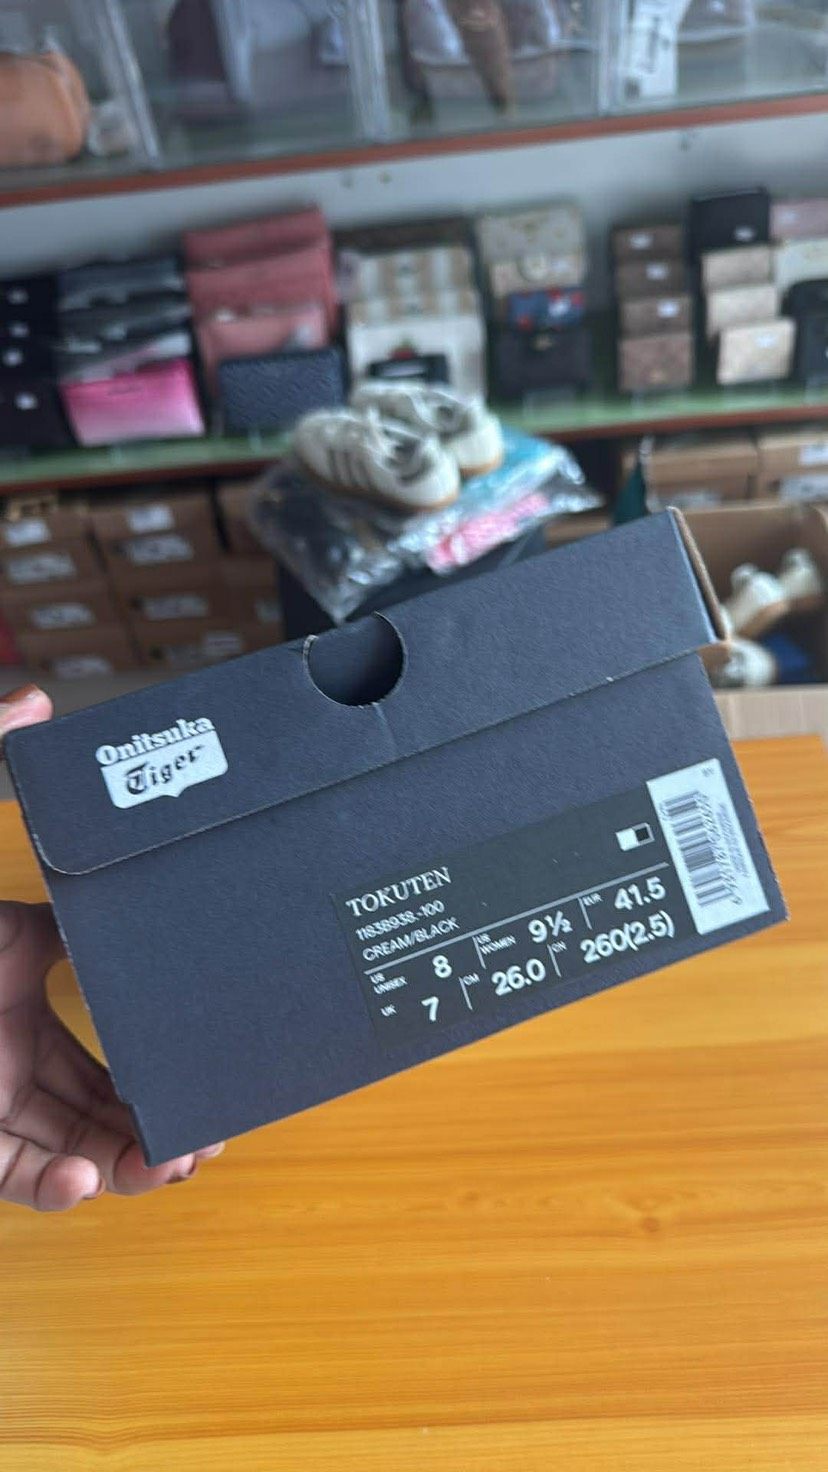 Onitsuka
Tiger
TOKUTEN
11838938.-100
CREAM/BLACK
US UNISEX 8 US WOMEN 9½ EUR 41.5
UK 7 CM 26.0 CN 260(2.5)